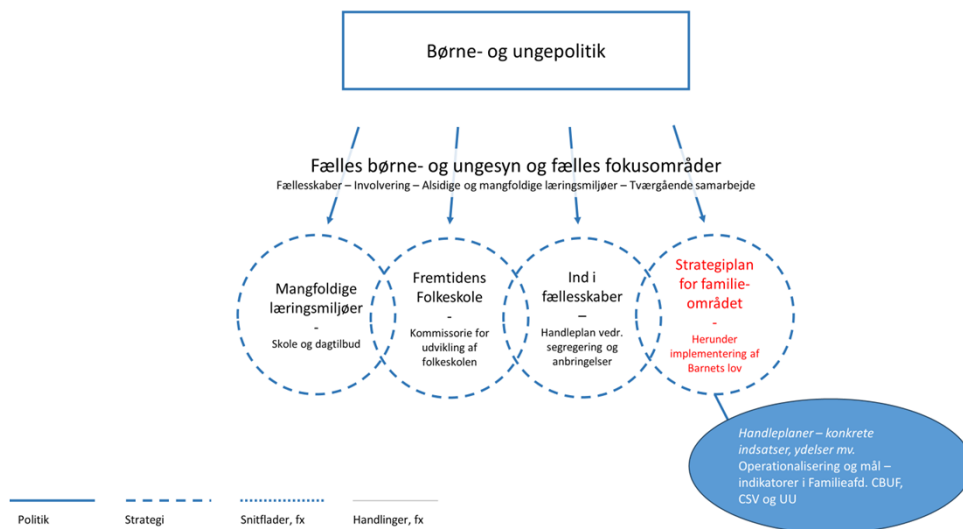 Børne- og ungepolitik
Fælles børne- og ungesyn og fælles fokusområder
Fællesskaber – Involvering – Alsidige og mangfoldige læringsmiljøer – Tværgående samarbejde
Mangfoldige
læringsmiljøer
-
Skole og dagtilbud
Fremtidens
Folkeskole
-
Kommissorie for
udvikling af
folkeskolen
Ind i
fællesskaber
–
Handleplan vedr.
segregering og
anbringelser
Strategiplan
for familie-
området
-
Herunder
implementering af
Barnets lov
Handleplaner – konkrete
indsatser, ydelser mv.
Operationalisering og mål –
indikatorer i Familieafd. CBUF,
CSV og UU
Politik
Strategi
Snitflader, fx
Handlinger, fx